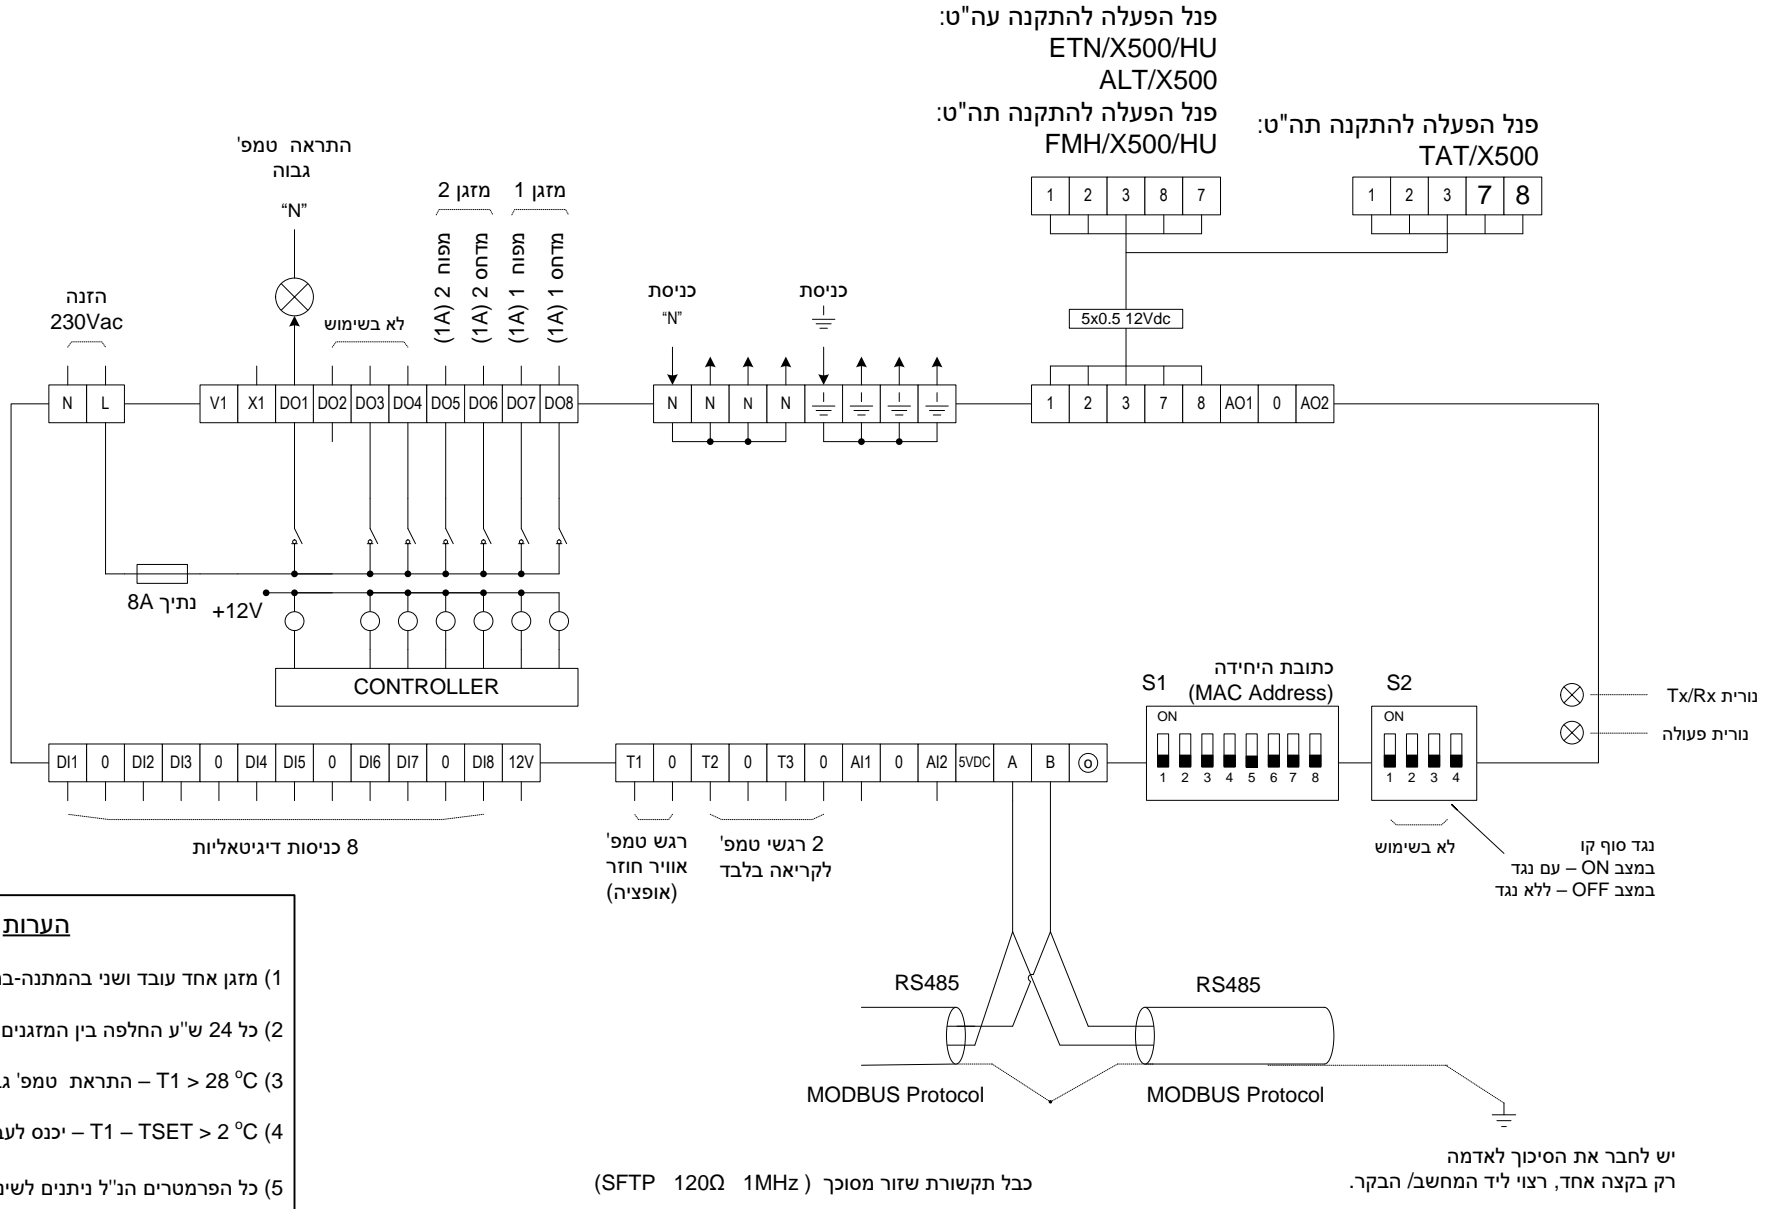 פנל הפעלה להתקנה עה"ט:
ETN/X500/HU
ALT/X500
פנל הפעלה להתקנה תה"ט:
FMH/X500/HU
פנל הפעלה להתקנה תה"ט:
TAT/X500
1 2 3 8 7
1 2 3 7 8
5x0.5 12Vdc
התראה טמפ'
גבוה
“N”
מזגן 2
מזגן 1
מפוח 2 (1A)
מדחס 2 (1A)
מפוח 1 (1A)
מדחס 1 (1A)
הזנה
230Vac
לא בשימוש
כניסת
“N”
כניסת
N L
V1 X1 DO1 DO2 DO3 DO4 DO5 DO6 DO7 DO8
N N N N
1 2 3 7 8 AO1 0 AO2
נתיך 8A
+12V
CONTROLLER
S1
כתובת היחידה
(MAC Address)
ON
1 2 3 4 5 6 7 8
S2
ON
1 2 3 4
נורית Tx/Rx
נורית פעולה
DI1 0 DI2 DI3 0 DI4 DI5 0 DI6 DI7 0 DI8 12V
T1 0 T2 0 T3 0 AI1 0 AI2 5VDC A B
8 כניסות דיגיטאליות
רגש טמפ'
אוויר חוזר
(אופציה)
2 רגשי טמפ'
לקריאה בלבד
לא בשימוש
נגד סוף קו
במצב ON – עם נגד
במצב OFF – ללא נגד
RS485
RS485
MODBUS Protocol
MODBUS Protocol
יש לחבר את הסיכוך לאדמה
רק בקצה אחד, רצוי ליד המחשב/ הבקר.
כבל תקשורת שזור מסוכך (SFTP 120Ω 1MHz)
הערות
1) מזגן אחד עובד ושני בהמתנה
2) כל 24 ש''ע החלפה בין המזגנים
3) T1 > 28 °C – התראת טמפ'
4) T1 – TSET > 2 °C – יכנס
5) כל הפרמטרים הנ''ל ניתנים